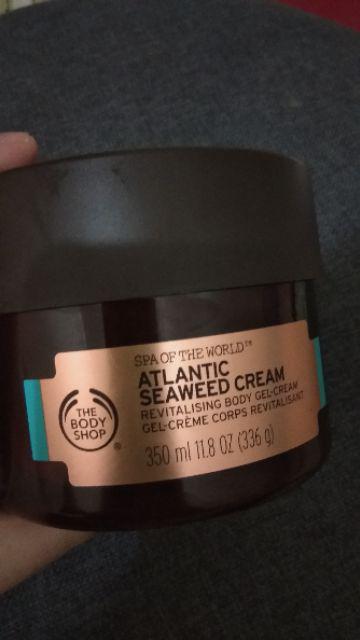 SPA OF THE WORLD™
ATLANTIC
SEAWEED CREAM
REVITALISING BODY GEL-CREAM
GEL-CRÈME CORPS REVITALISANT
350 ml 11.8 OZ (336 g)
THE
BODY
SHOP®